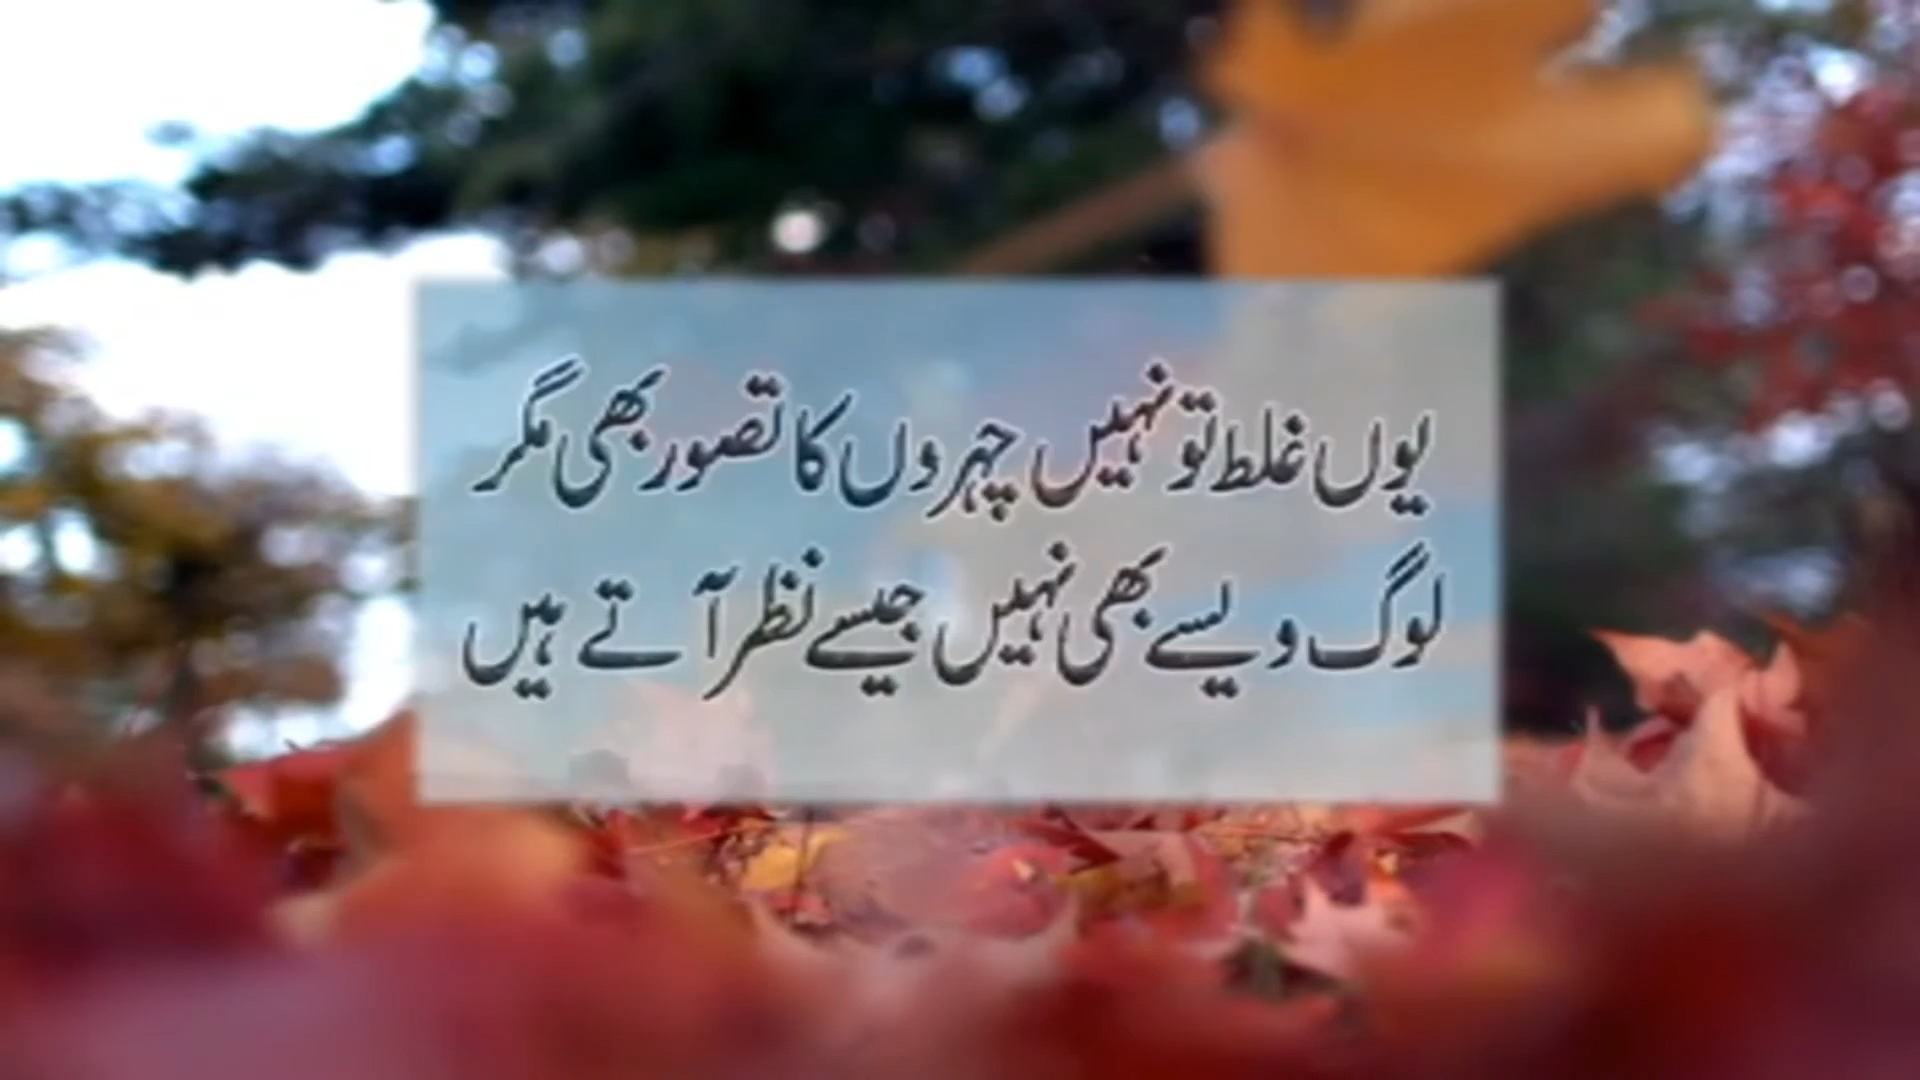 یوں غلط تو نہیں چہروں کا تصور بھی مگر
لوگ ویسے بھی نہیں جیسے نظر آتے ہیں